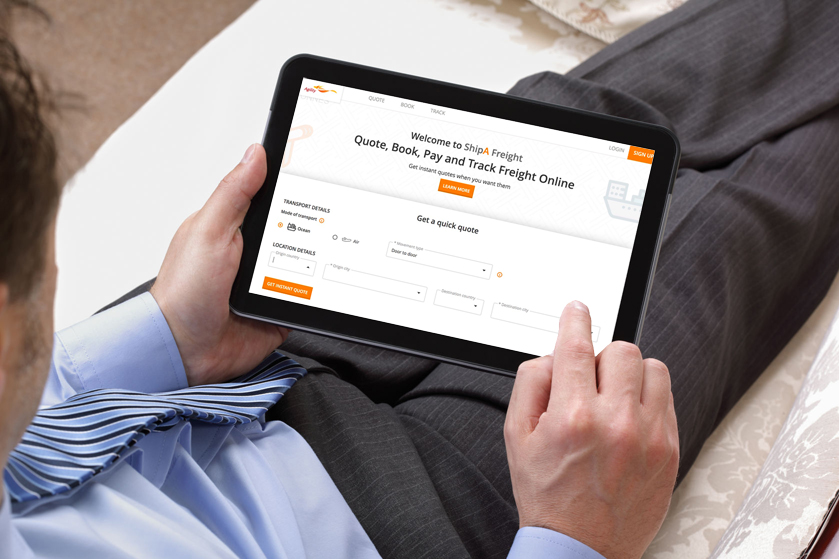 Agility
QUOTE BOOK TRACK
LOGIN SIGN UP
Welcome to ShipA Freight
Quote, Book, Pay and Track Freight Online
Get instant quotes when you want them
LEARN MORE
Get a quick quote
TRANSPORT DETAILS
Mode of transport
Ocean
Air
* Movement type
Door to door
LOCATION DETAILS
Origin country
* Origin city
Destination country
* Destination city
GET INSTANT QUOTE